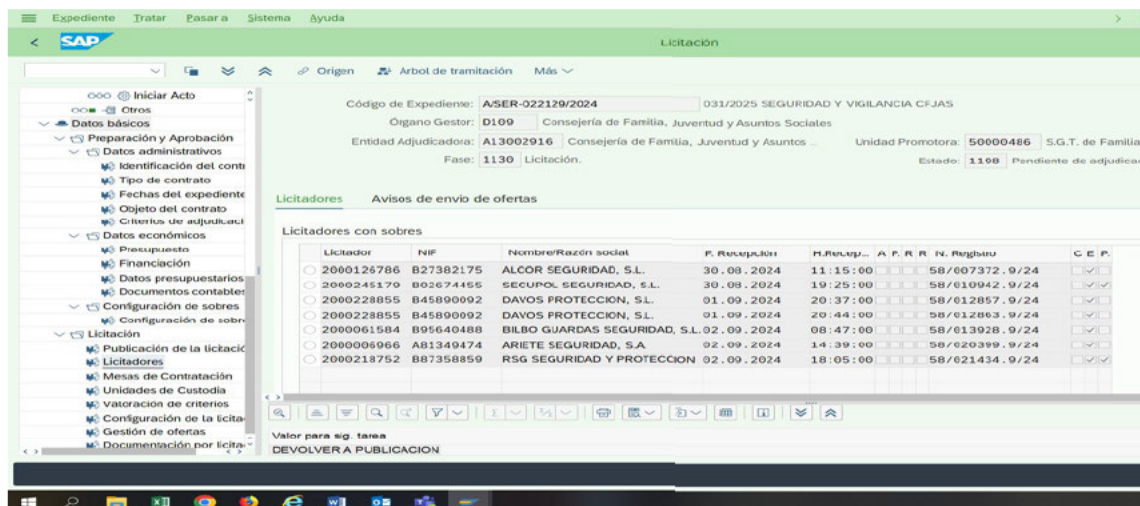 Expediente Tratar Pasar a Sistema Ayuda
SAP
Licitación
Origen Arbol de tramitación Más
Iniciar Acto
Otros
Datos básicos
Preparación y Aprobación
Datos administrativos
Identificación del contr
Tipo de contrato
Fechas del expediente
Objeto del contrato
Criterios de adjudicaci
Datos económicos
Presupuesto
Financiación
Datos presupuestarios
Documentos contables
Configuración de sobres
Configuración de sobr
Licitación
Publicación de la licitació
Licitadores
Mesas de Contratación
Unidades de Custodia
Valoración de criterios
Configuración de la licita
Gestión de ofertas
Documentación por licita
Código de Expediente: A/SER-022129/2024 031/2025 SEGURIDAD Y VIGILANCIA CFJAS
Órgano Gestor: D109 Consejería de Familia, Juventud y Asuntos Sociales
Entidad Adjudicadora: A13002916 Consejería de Familia, Juventud y Asuntos ... Unidad Promotora: 50000486 S.G.T. de Familia
Fase: 1130 Licitación. Estado: 1198 Pendiente de adjudica
Licitadores Avisos de envio de ofertas
Licitadores con sobres
Licitador NIF Nombre/Razón social F. Recepción H.Recep... A P. R R N. Registro C E P.
2000126786 B27382175 ALCOR SEGURIDAD, S.L. 30.08.2024 11:15:00 58/607372.9/24
2000245179 B02674455 SECUPOL SEGURIDAD, S.L. 30.08.2024 19:25:00 58/610942.9/24
2000228855 B45890092 DAVOS PROTECCION, S.L. 01.09.2024 20:37:00 58/612857.9/24
2000228855 B45890092 DAVOS PROTECCION, S.L. 01.09.2024 20:44:00 58/612863.9/24
2000061584 B95640488 BILBO GUARDAS SEGURIDAD, S.L. 02.09.2024 08:47:00 58/613928.9/24
2000006966 A81349474 ARIETE SEGURIDAD, S.A 02.09.2024 14:39:00 58/620399.9/24
2000218752 B87358859 RSG SEGURIDAD Y PROTECCION 02.09.2024 18:05:00 58/621434.9/24
Valor para sig. tarea
DEVOLVER A PUBLICACION